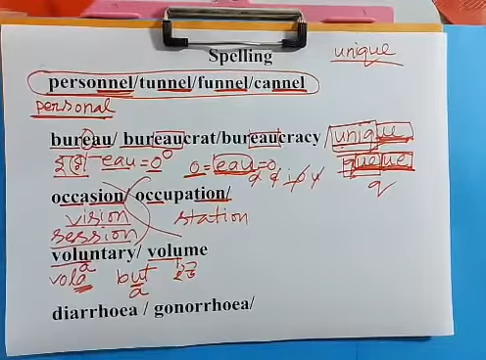 Spelling
unique
personnel/tunnel/funnel/cannel
personal
bureau/ bureaucrat/bureaucracy /unique
eau = o o = eau = o queue
q
occasion/ occupation/
vision station
session
voluntary/ volume
vola but
a a
diarrhoea / gonorrhoea/